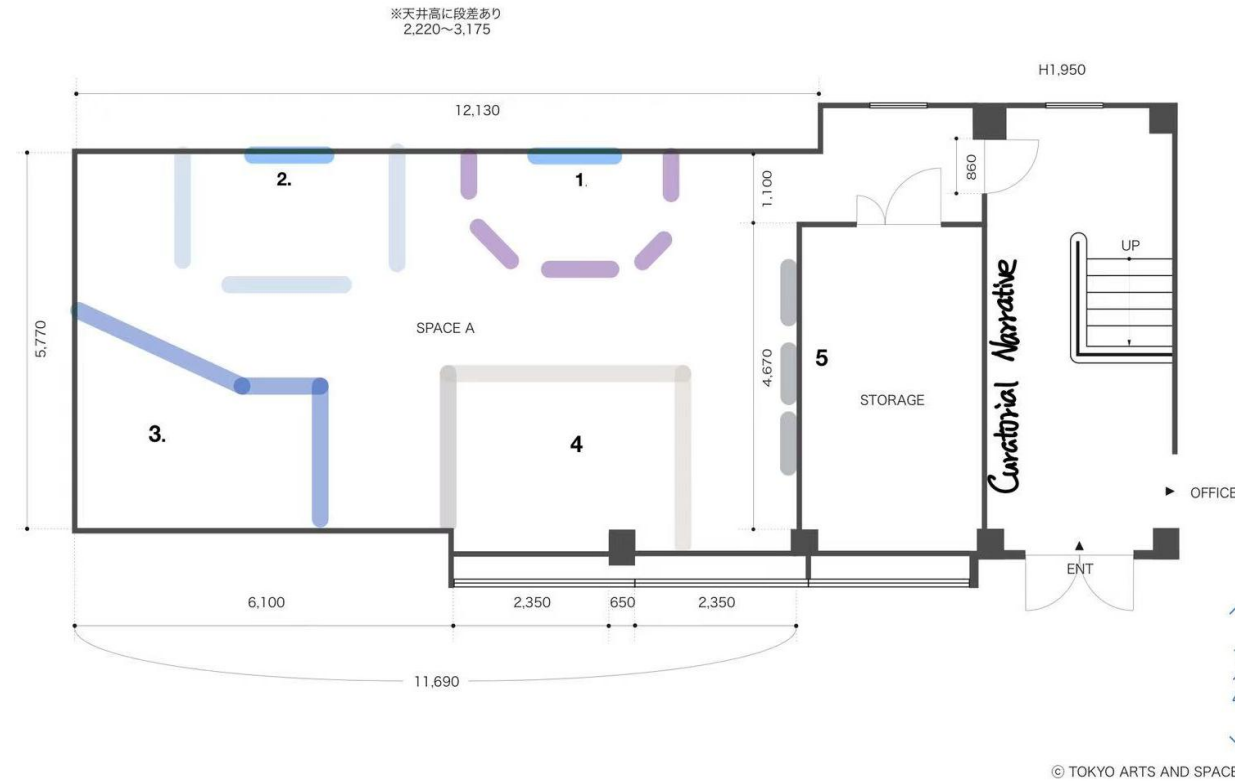 ※天井高に段差あり
2,220〜3,175
H1,950
12,130
860
2.
1.
1,100
UP
Curatorial Narrative
SPACE A
5,770
4,670
5
STORAGE
3.
4
OFFICE
ENT
6,100
2,350
650
2,350
11,690
© TOKYO ARTS AND SPACE